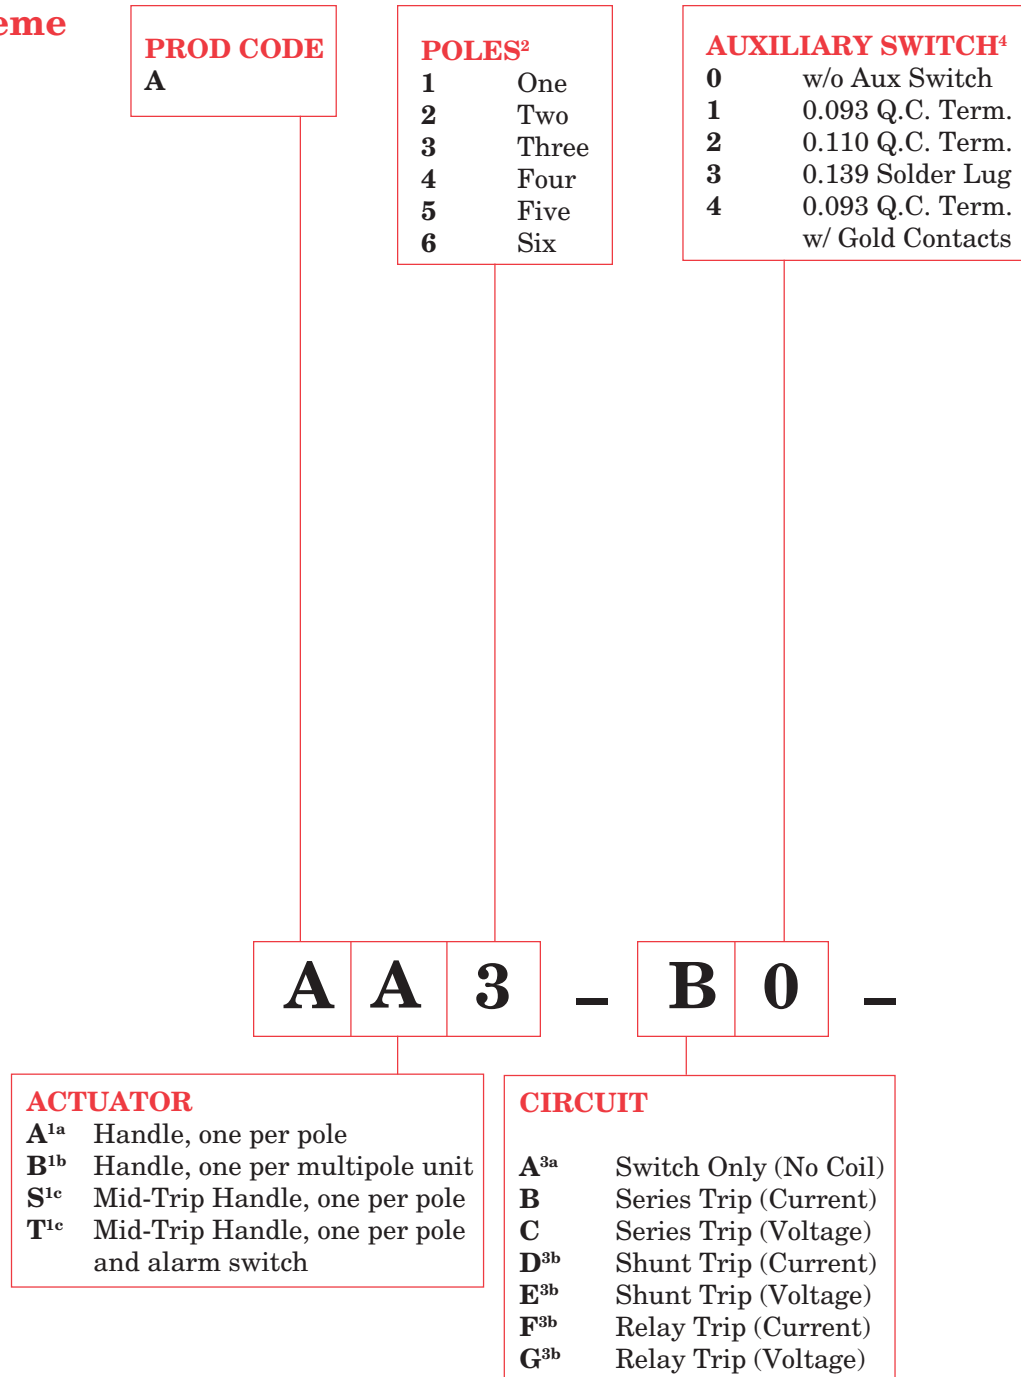 eme
PROD CODE
A
POLES²
1 One
2 Two
3 Three
4 Four
5 Five
6 Six
AUXILIARY SWITCH⁴
0 w/o Aux Switch
1 0.093 Q.C. Term.
2 0.110 Q.C. Term.
3 0.139 Solder Lug
4 0.093 Q.C. Term.
w/ Gold Contacts
A A 3 – B 0 –
ACTUATOR
A¹ᵃ Handle, one per pole
B¹ᵇ Handle, one per multipole unit
S¹ᶜ Mid-Trip Handle, one per pole
T¹ᶜ Mid-Trip Handle, one per pole
and alarm switch
CIRCUIT
A³ᵃ Switch Only (No Coil)
B Series Trip (Current)
C Series Trip (Voltage)
D³ᵇ Shunt Trip (Current)
E³ᵇ Shunt Trip (Voltage)
F³ᵇ Relay Trip (Current)
G³ᵇ Relay Trip (Voltage)